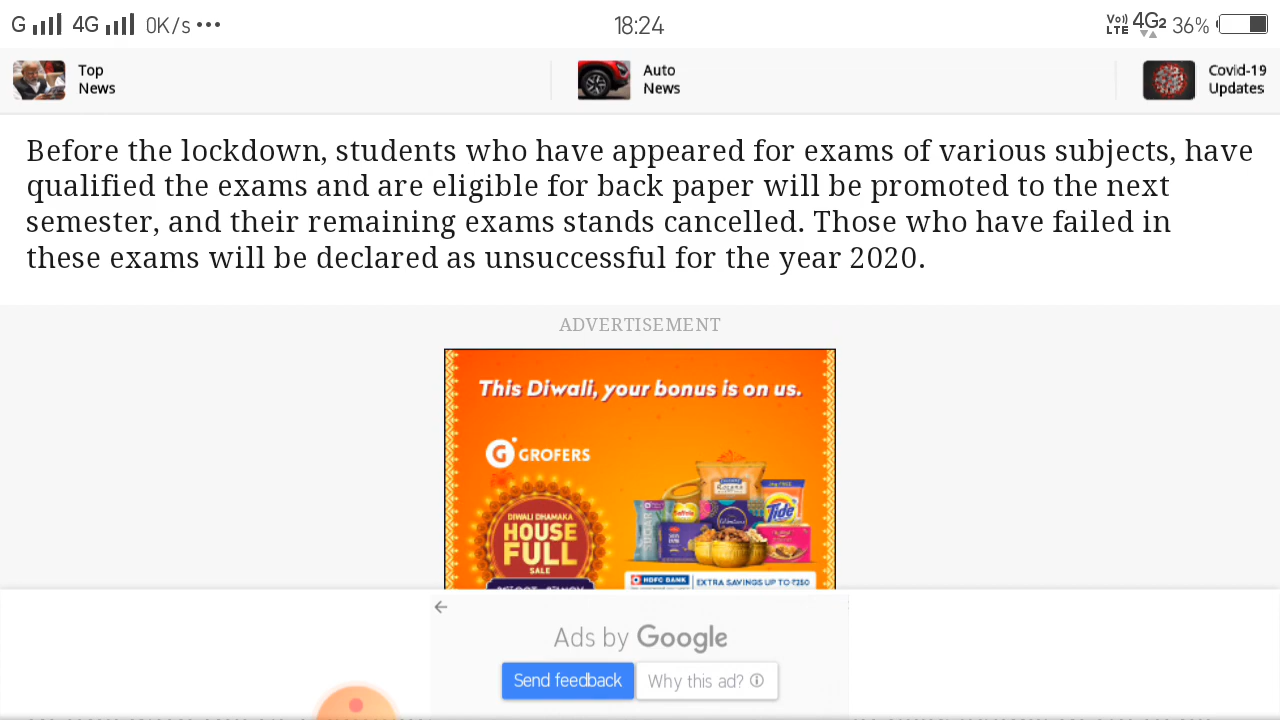 G 4G 0K/s ••• 18:24 Vo)) LTE 4G2 36%
Top News
Auto News
Covid-19 Updates
Before the lockdown, students who have appeared for exams of various subjects, have
qualified the exams and are eligible for back paper will be promoted to the next
semester, and their remaining exams stands cancelled. Those who have failed in
these exams will be declared as unsuccessful for the year 2020.
ADVERTISEMENT
This Diwali, your bonus is on us.
G GROFERS
DIWALI DHAMAKA
HOUSE
FULL
SALE
SUGAR
Tide
HDFC BANK EXTRA SAVINGS UP TO ₹250
Ads by Google
Send feedback Why this ad?